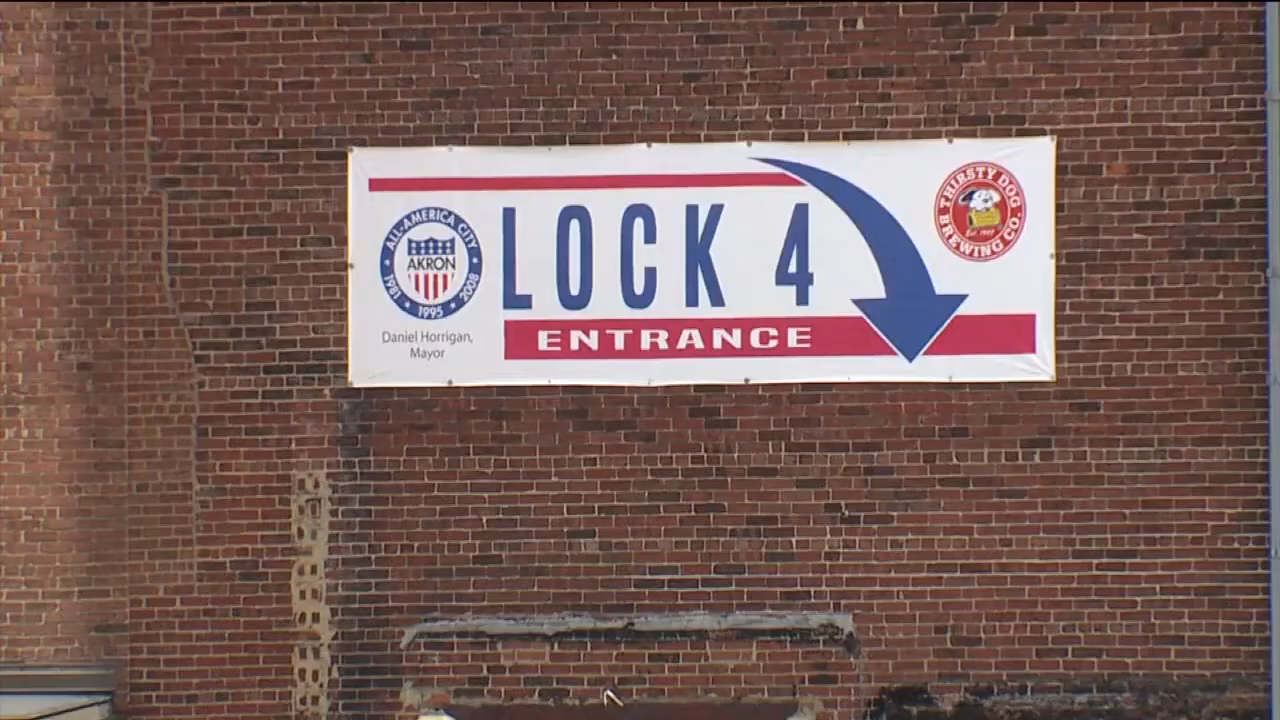 ALL-AMERICA CITY
AKRON
1981 ★ 1995 ★ 2008
Daniel Horrigan,
Mayor
LOCK 4
ENTRANCE
THIRSTY DOG
BREWING CO.